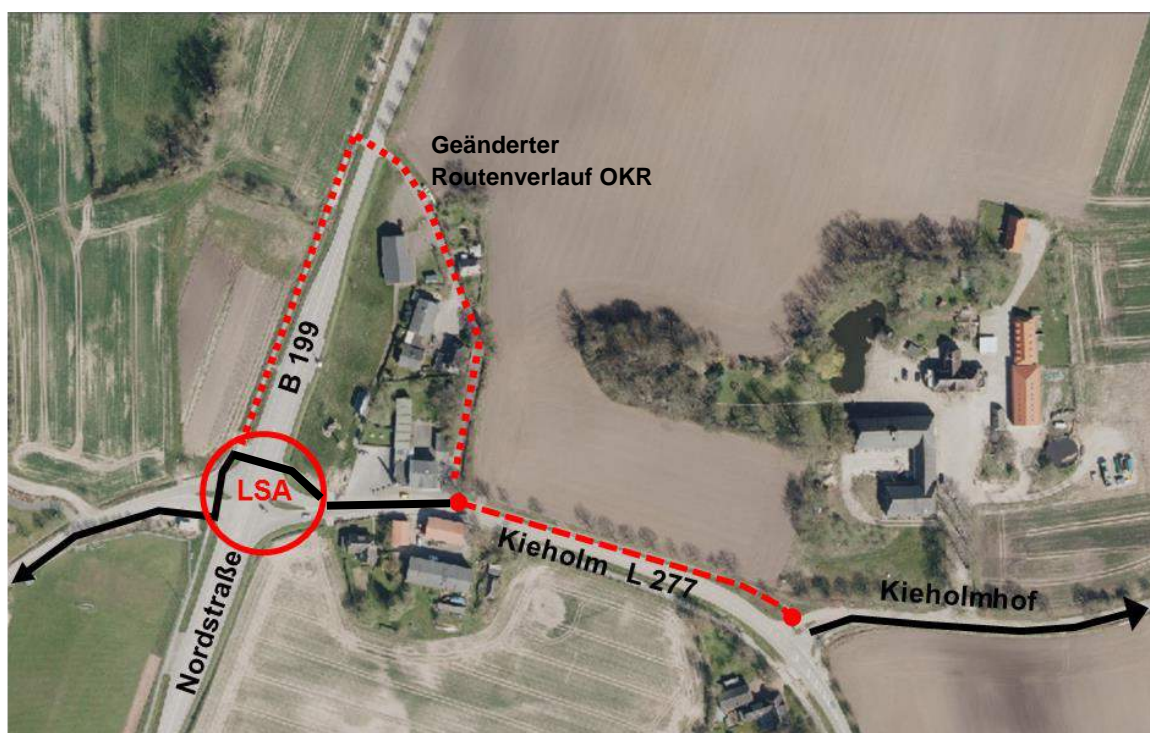 Geänderter
Routenverlauf OKR
B 199
LSA
Nordstraße
Kieholm L 277
Kieholmhof